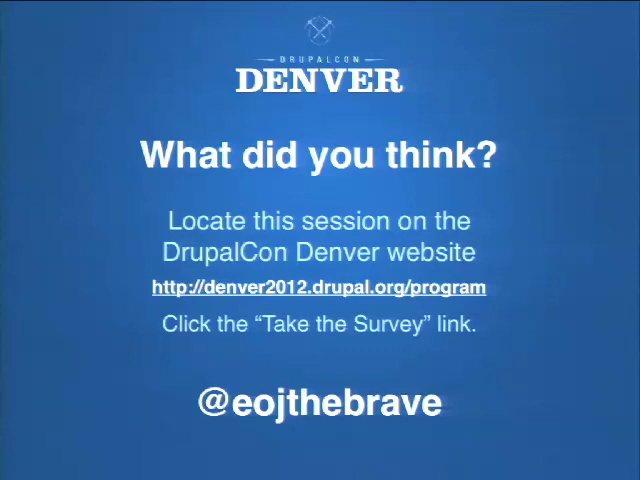 DRUPALCON
DENVER
What did you think?
Locate this session on the
DrupalCon Denver website
http://denver2012.drupal.org/program
Click the “Take the Survey” link.
@eojthebrave